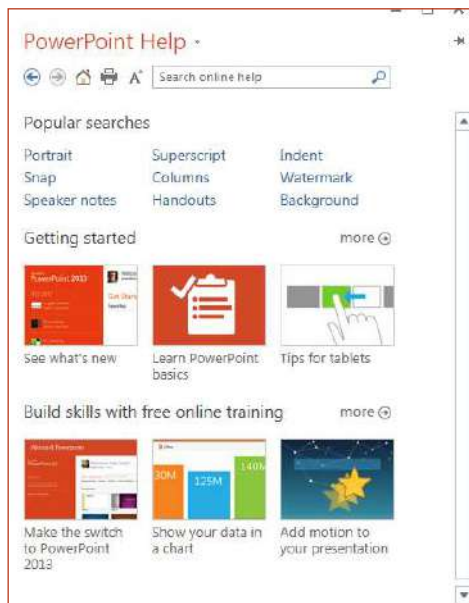 PowerPoint Help
A
Search online help
Popular searches
Portrait Superscript Indent
Snap Columns Watermark
Speaker notes Handouts Background
Getting started more
PowerPoint 2013
See what's new Learn PowerPoint basics Tips for tablets
Build skills with free online training more
30M 125M 140M
Make the switch Show your data in Add motion to
to PowerPoint a chart your presentation
2013